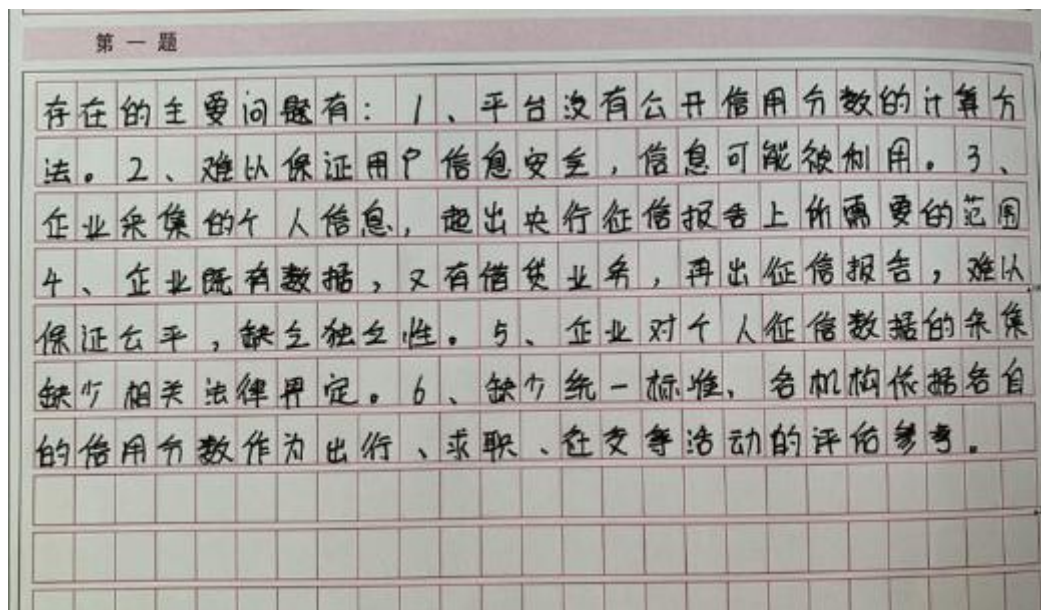 第一题
存在的主要问题有：1、平台没有公开信用分数的计算方
法。2、难以保证用户信息安全，信息可能被利用。3、
企业采集的个人信息，超出央行征信报告上所需要的范围
4、企业既有数据，又有借贷业务，再出征信报告，难以
保证公平，缺乏独立性。5、企业对个人征信数据的采集
缺少相关法律界定。6、缺少统一标准，各机构依据各自
的信用分数作为出行、求职、社交等活动的评估参考。